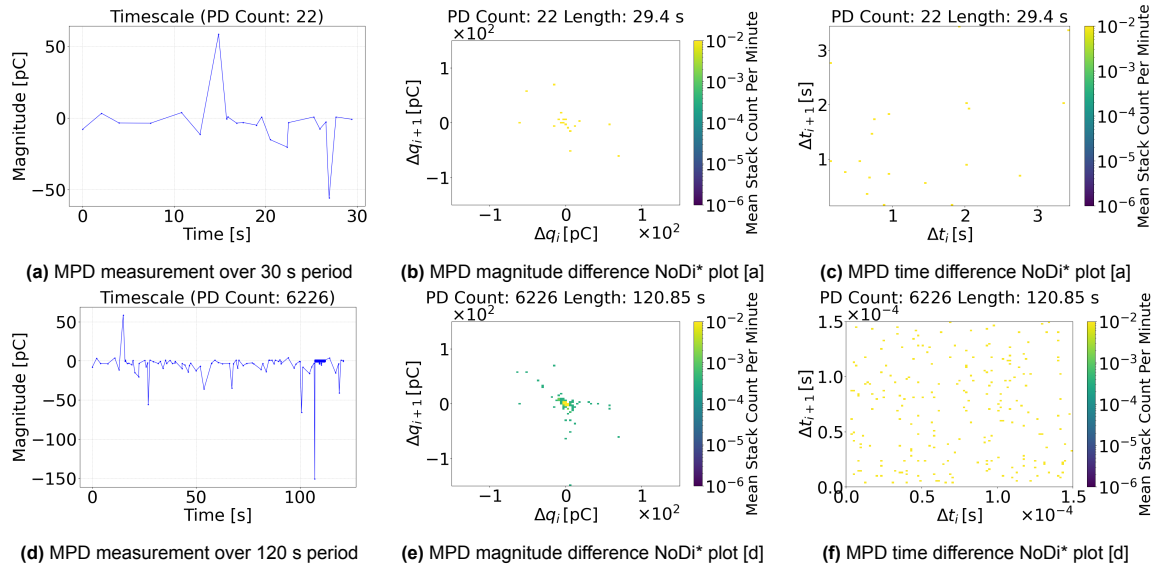 Timescale (PD Count: 22)
Magnitude [pC]
50
0
−50
0
10
20
30
Time [s]
(a) MPD measurement over 30 s period
PD Count: 22 Length: 29.4 s
×10²
Δq_{i+1} [pC]
1
0
−1
−1
0
1
Δq_i [pC]
×10²
10⁻²
10⁻³
10⁻⁴
10⁻⁵
10⁻⁶
Mean Stack Count Per Minute
(b) MPD magnitude difference NoDi* plot [a]
PD Count: 22 Length: 29.4 s
Δt_{i+1} [s]
3
2
1
1
2
3
Δt_i [s]
10⁻²
10⁻³
10⁻⁴
10⁻⁵
10⁻⁶
Mean Stack Count Per Minute
(c) MPD time difference NoDi* plot [a]
Timescale (PD Count: 6226)
Magnitude [pC]
50
0
−50
−100
−150
0
50
100
Time [s]
(d) MPD measurement over 120 s period
PD Count: 6226 Length: 120.85 s
×10²
Δq_{i+1} [pC]
1
0
−1
−1
0
1
Δq_i [pC]
×10²
10⁻²
10⁻³
10⁻⁴
10⁻⁵
10⁻⁶
Mean Stack Count Per Minute
(e) MPD magnitude difference NoDi* plot [d]
PD Count: 6226 Length: 120.85 s
×10⁻⁴
Δt_{i+1} [s]
1.5
1.0
0.5
0.0
0.0
0.5
1.0
1.5
Δt_i [s]
×10⁻⁴
10⁻²
10⁻³
10⁻⁴
10⁻⁵
10⁻⁶
Mean Stack Count Per Minute
(f) MPD time difference NoDi* plot [d]